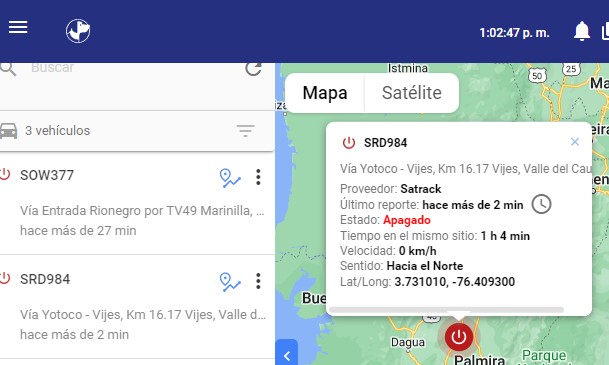 1:02:47 p. m.
Buscar
3 vehículos
SOW377
Vía Entrada Rionegro por TV49 Marinilla, ...
hace más de 27 min
SRD984
Vía Yotoco - Vijes, Km 16.17 Vijes, Valle d...
hace más de 2 min
Istmina
50
25
Mapa
Satélite
SRD984
Vía Yotoco - Vijes, Km 16.17 Vijes, Valle del Cau
Proveedor: Satrack
Último reporte: hace más de 2 min
Estado: Apagado
Tiempo en el mismo sitio: 1 h 4 min
Velocidad: 0 km/h
Sentido: Hacia el Norte
Lat/Long: 3.731010, -76.409300
Bue
Dagua
Palmira
Parque